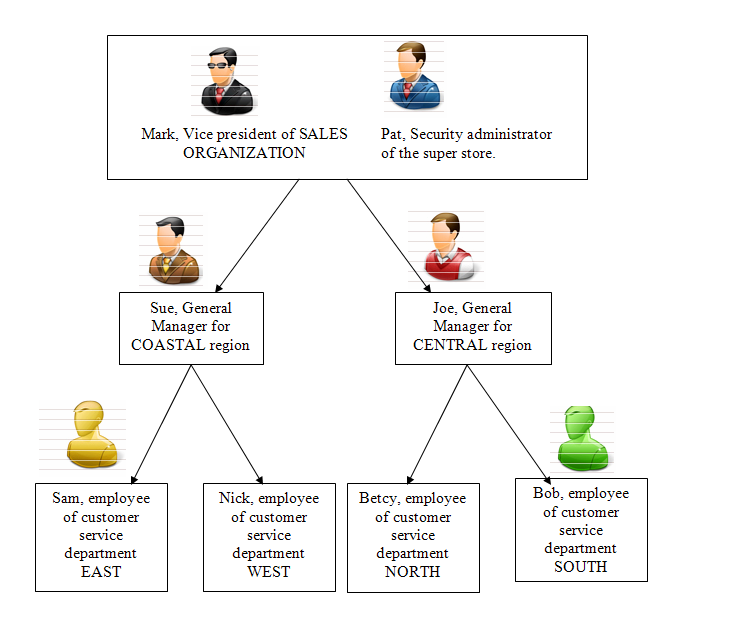 Mark, Vice president of SALES
ORGANIZATION
Pat, Security administrator
of the super store.
Sue, General
Manager for
COASTAL region
Joe, General
Manager for
CENTRAL region
Sam, employee
of customer
service
department
EAST
Nick, employee
of customer
service
department
WEST
Betcy, employee
of customer
service
department
NORTH
Bob, employee
of customer
service
department
SOUTH